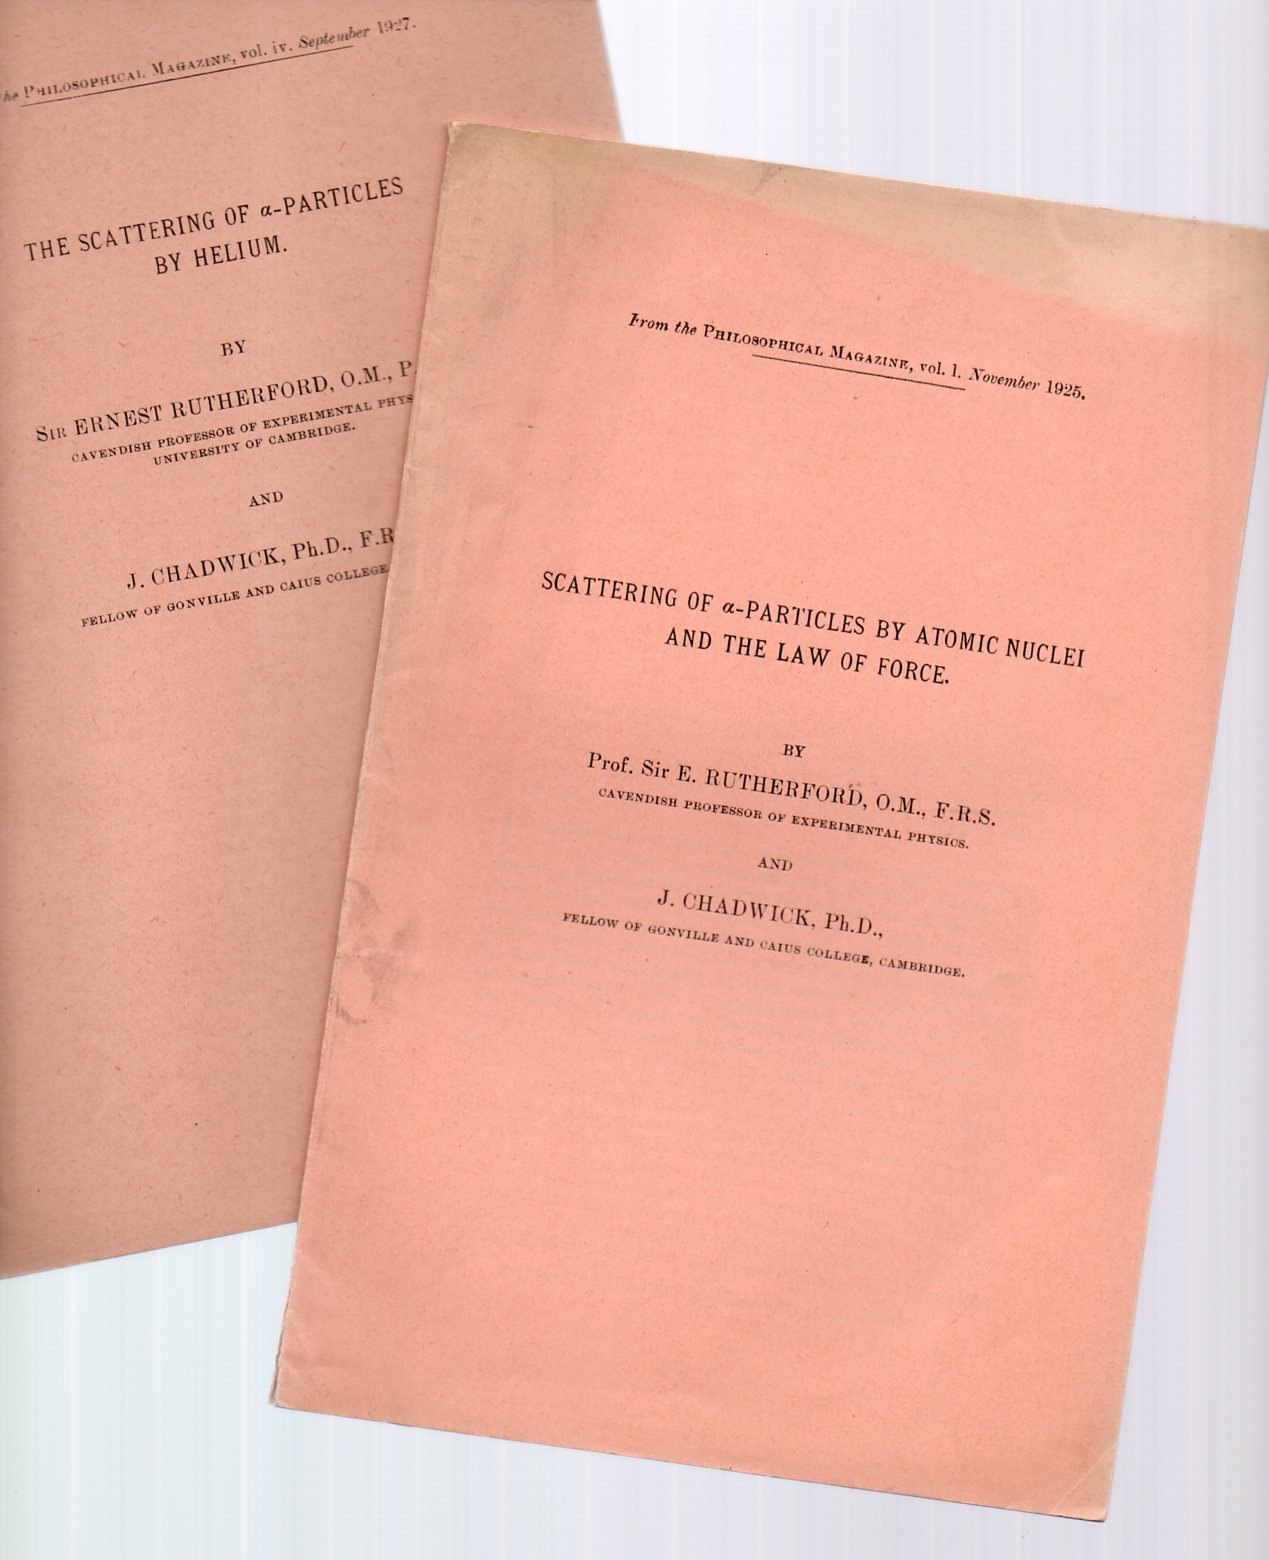 he PHILOSOPHICAL MAGAZINE, vol. iv. September 1927.
THE SCATTERING OF α-PARTICLES
BY HELIUM.
BY
SIR ERNEST RUTHERFORD, O.M., P.
CAVENDISH PROFESSOR OF EXPERIMENTAL PHYS
UNIVERSITY OF CAMBRIDGE.
AND
J. CHADWICK, Ph.D., F.R
FELLOW OF GONVILLE AND CAIUS COLLEGE
From the PHILOSOPHICAL MAGAZINE, vol. l. November 1925.
SCATTERING OF α-PARTICLES BY ATOMIC NUCLEI
AND THE LAW OF FORCE.
BY
Prof. Sir E. RUTHERFORD, O.M., F.R.S.
CAVENDISH PROFESSOR OF EXPERIMENTAL PHYSICS.
AND
J. CHADWICK, Ph.D.,
FELLOW OF GONVILLE AND CAIUS COLLEGE, CAMBRIDGE.